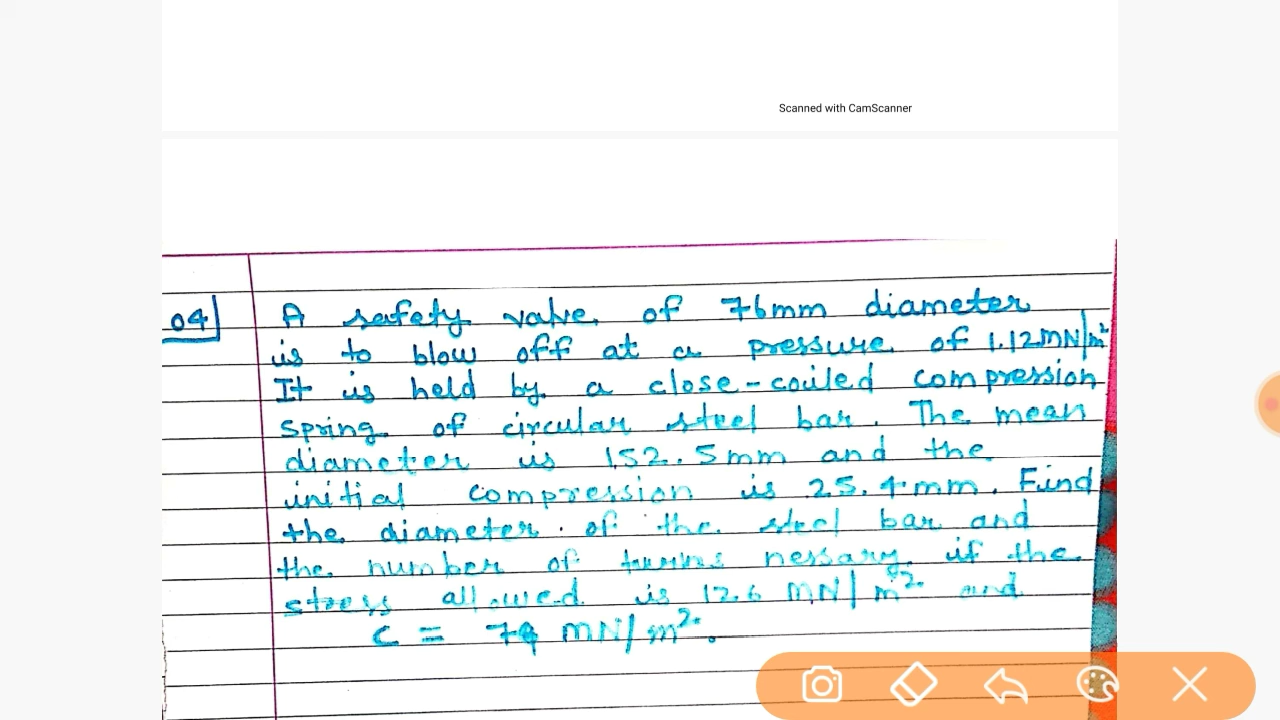 Scanned with CamScanner
04
A safety valve of 76mm diameter
is to blow off at a pressure of 1.12MN/m²
It is held by a close-coiled compression
spring of circular steel bar. The mean
diameter is 152.5mm and the
initial compression is 25.4mm. Find
the diameter of the steel bar and
the number of turns nessary if the
stress allowed is 12.6 MN/m² and
C = 74 MN/m².